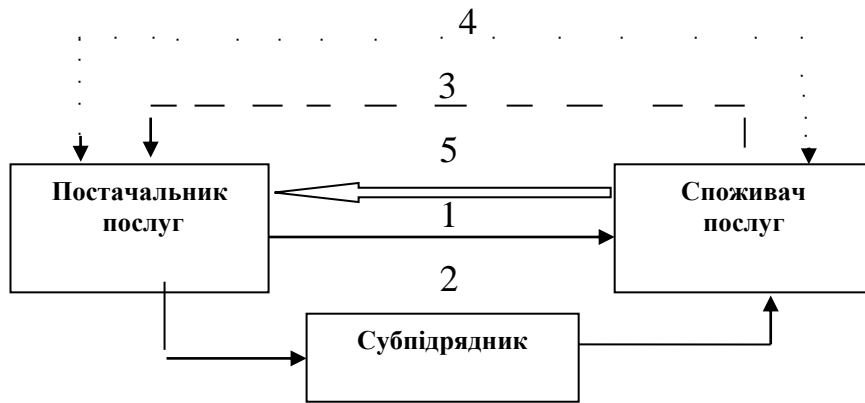 4
3
5
Постачальник
послуг
Споживач
послуг
1
2
Субпідрядник